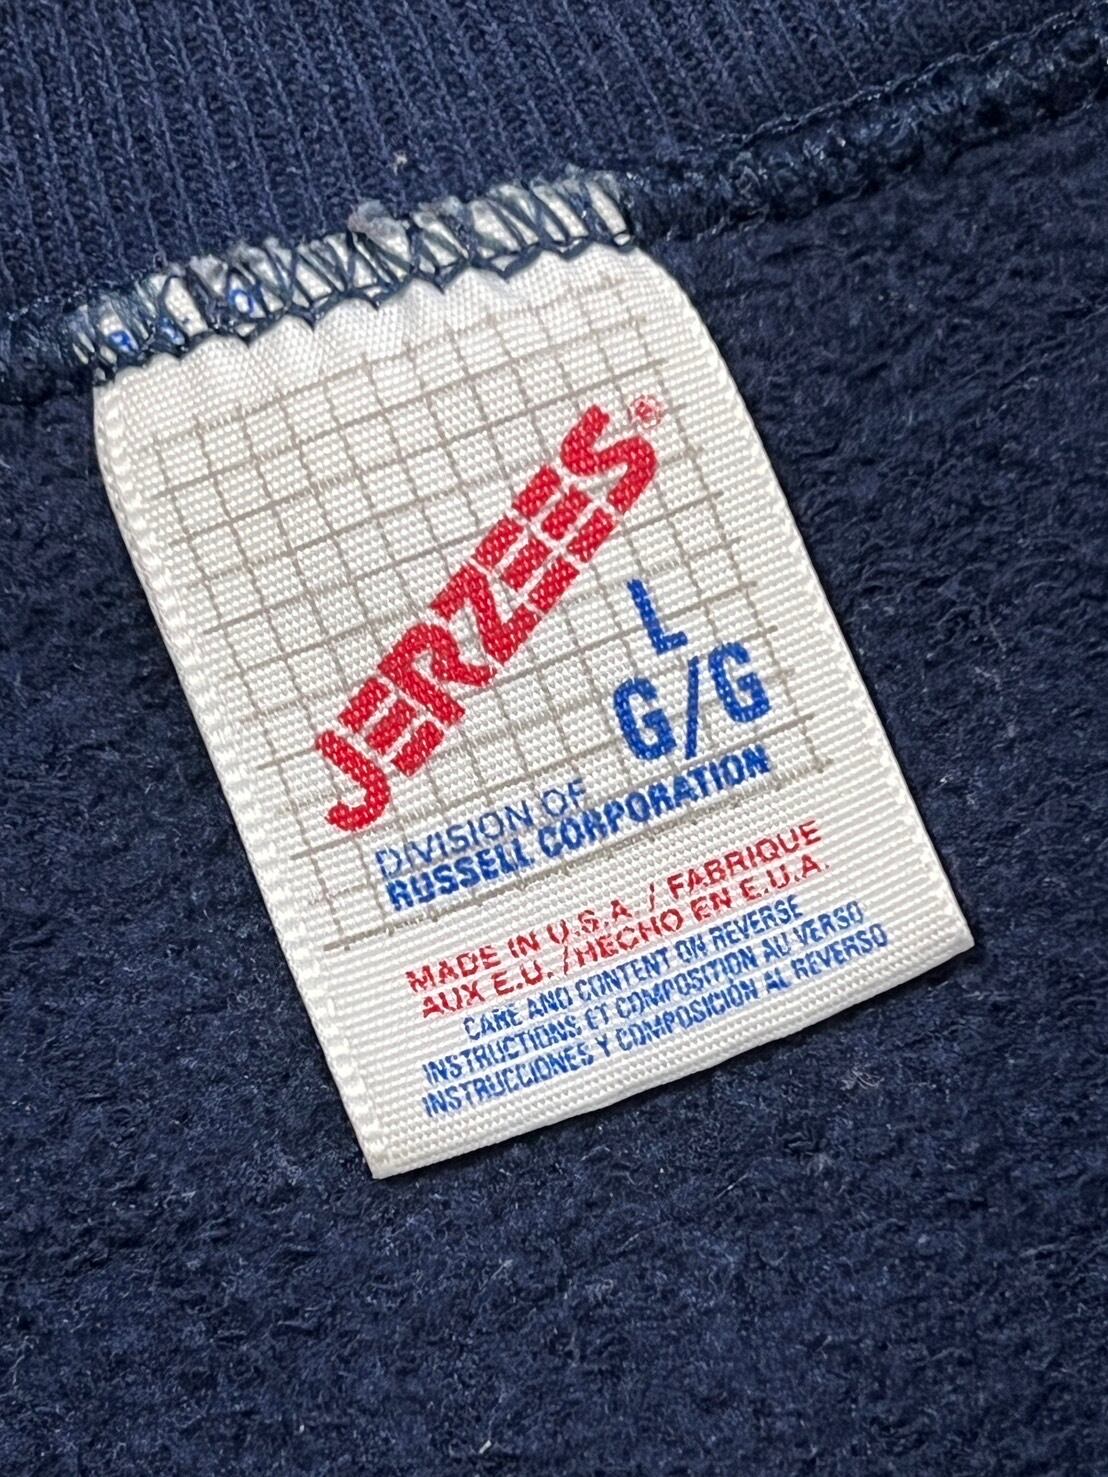 JERZEES®
L
G/G
DIVISION OF
RUSSELL CORPORATION
MADE IN U.S.A. / FABRIQUE
AUX E.U. /HECHO EN E.U.A.
CARE AND CONTENT ON REVERSE
INSTRUCTIONS ET COMPOSITION AU VERSO
INSTRUCCIONES Y COMPOSICIÓN AL REVERSO